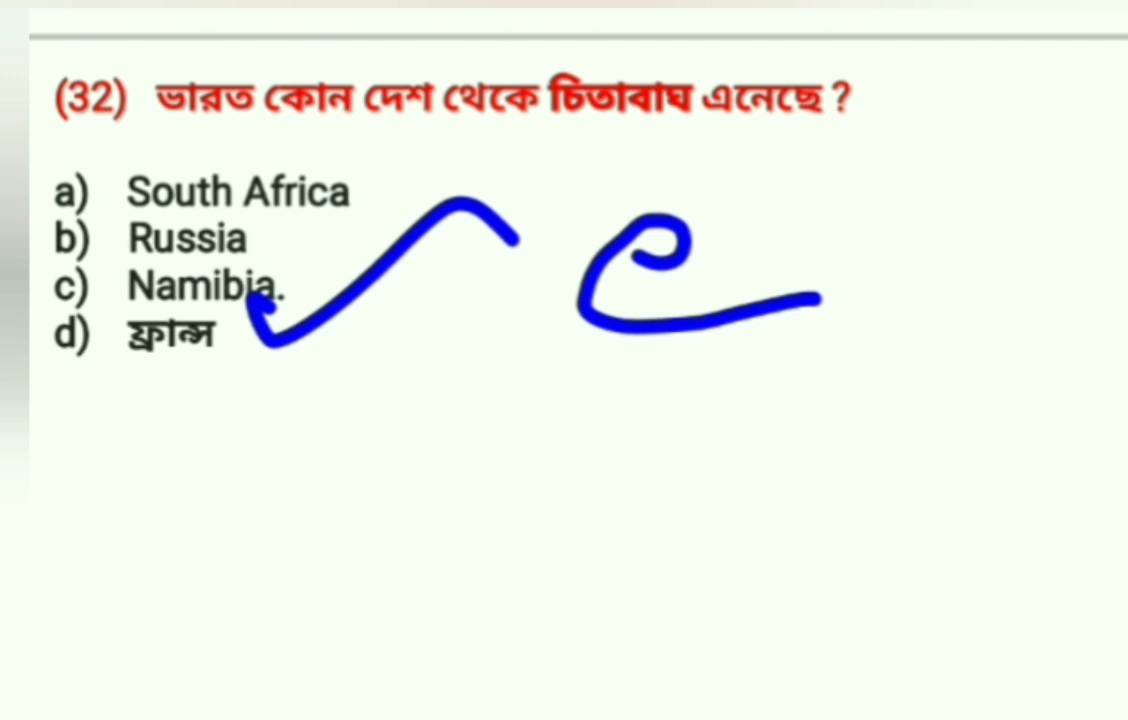 (32) ভারত কোন দেশ থেকে চিতাবাঘ এনেছে ?
a) South Africa
b) Russia
c) Namibia.
d) ফ্রান্স
c